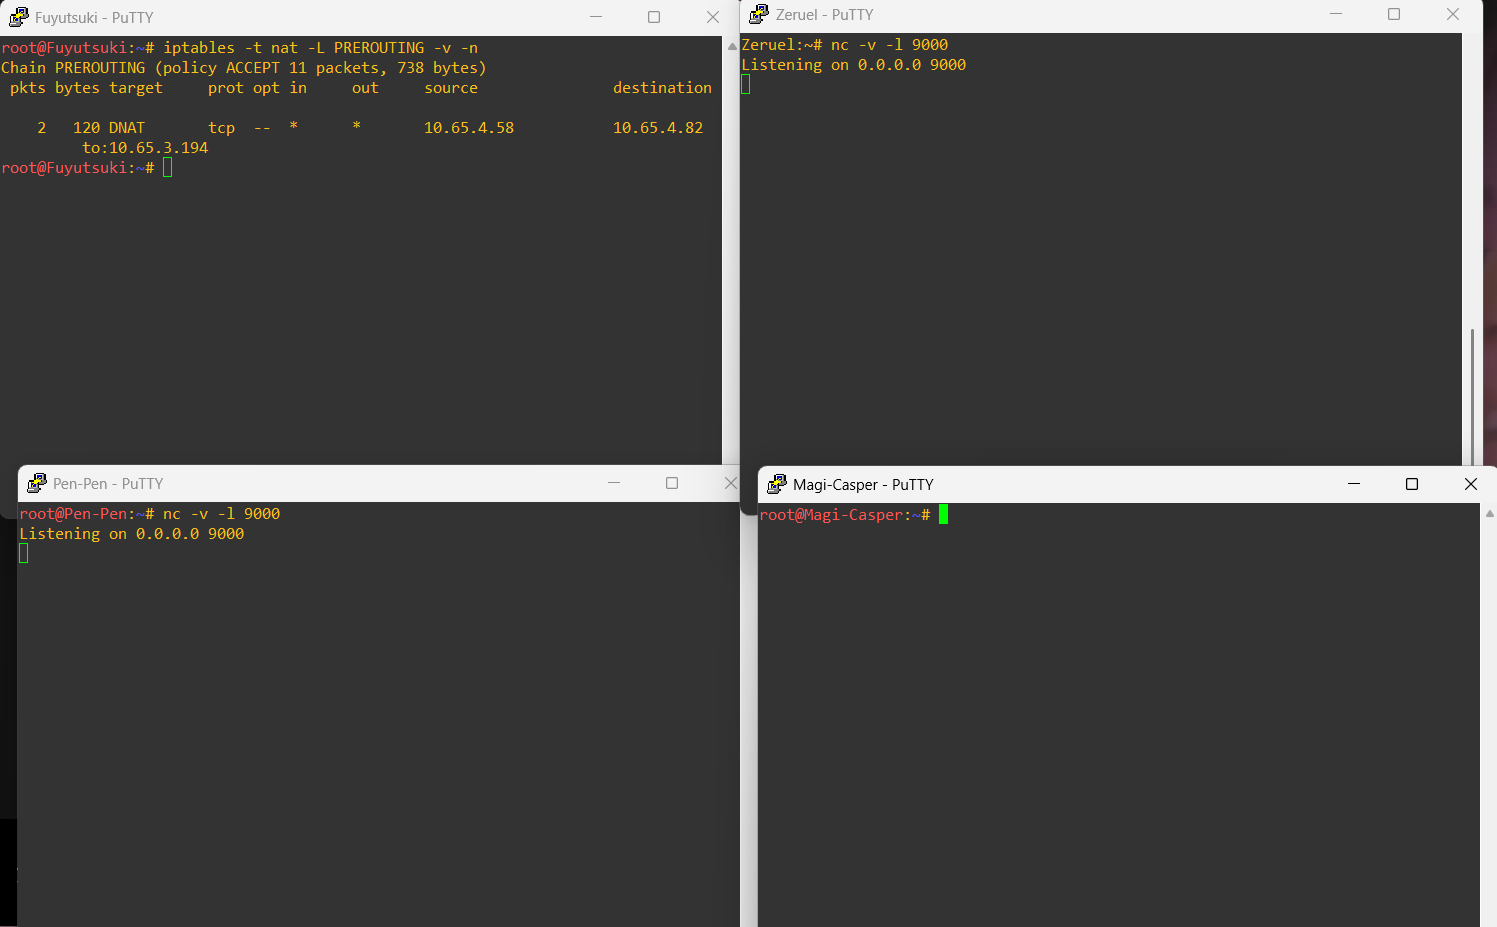 Fuyutsuki - PuTTY
root@Fuyutsuki:~# iptables -t nat -L PREROUTING -v -n
Chain PREROUTING (policy ACCEPT 11 packets, 738 bytes)
 pkts bytes target     prot opt in     out     source               destination
    2   120 DNAT       tcp  --  *      *       10.65.4.58           10.65.4.82
         to:10.65.3.194
root@Fuyutsuki:~#
Zeruel - PuTTY
Zeruel:~# nc -v -l 9000
Listening on 0.0.0.0 9000
Pen-Pen - PuTTY
root@Pen-Pen:~# nc -v -l 9000
Listening on 0.0.0.0 9000
Magi-Casper - PuTTY
root@Magi-Casper:~#